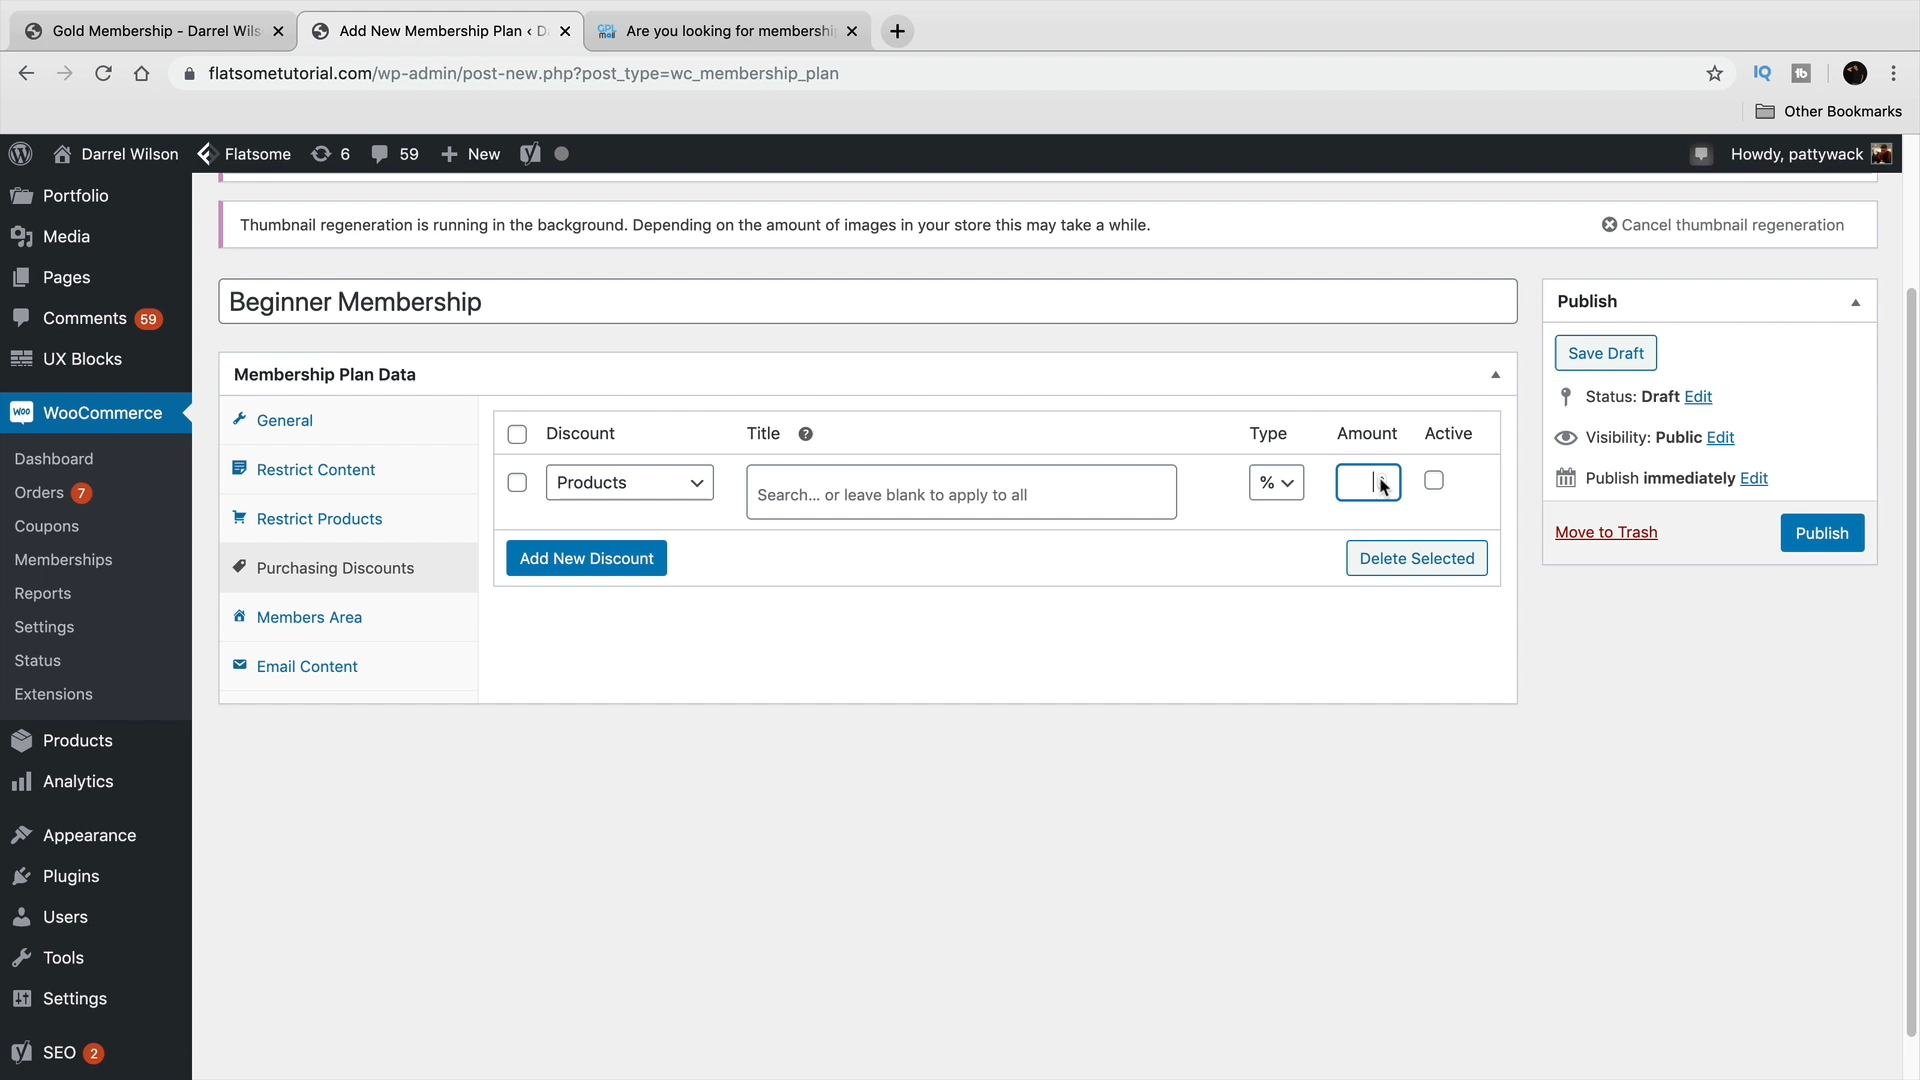 Gold Membership - Darrel Wils
Add New Membership Plan ‹ D
GPL mall
Are you looking for membershi
flatsometutorial.com/wp-admin/post-new.php?post_type=wc_membership_plan
IQ
tb
Other Bookmarks
Darrel Wilson
Flatsome
6
59
New
Howdy, pattywack
Portfolio
Media
Pages
Comments 59
UX Blocks
Woo WooCommerce
Dashboard
Orders 7
Coupons
Memberships
Reports
Settings
Status
Extensions
Products
Analytics
Appearance
Plugins
Users
Tools
Settings
SEO 2
Thumbnail regeneration is running in the background. Depending on the amount of images in your store this may take a while.
Cancel thumbnail regeneration
Beginner Membership
Membership Plan Data
General
Restrict Content
Restrict Products
Purchasing Discounts
Members Area
Email Content
Discount Title ? Type Amount Active
Products
Search... or leave blank to apply to all
%
Add New Discount
Delete Selected
Publish
Save Draft
Status: Draft Edit
Visibility: Public Edit
Publish immediately Edit
Move to Trash
Publish